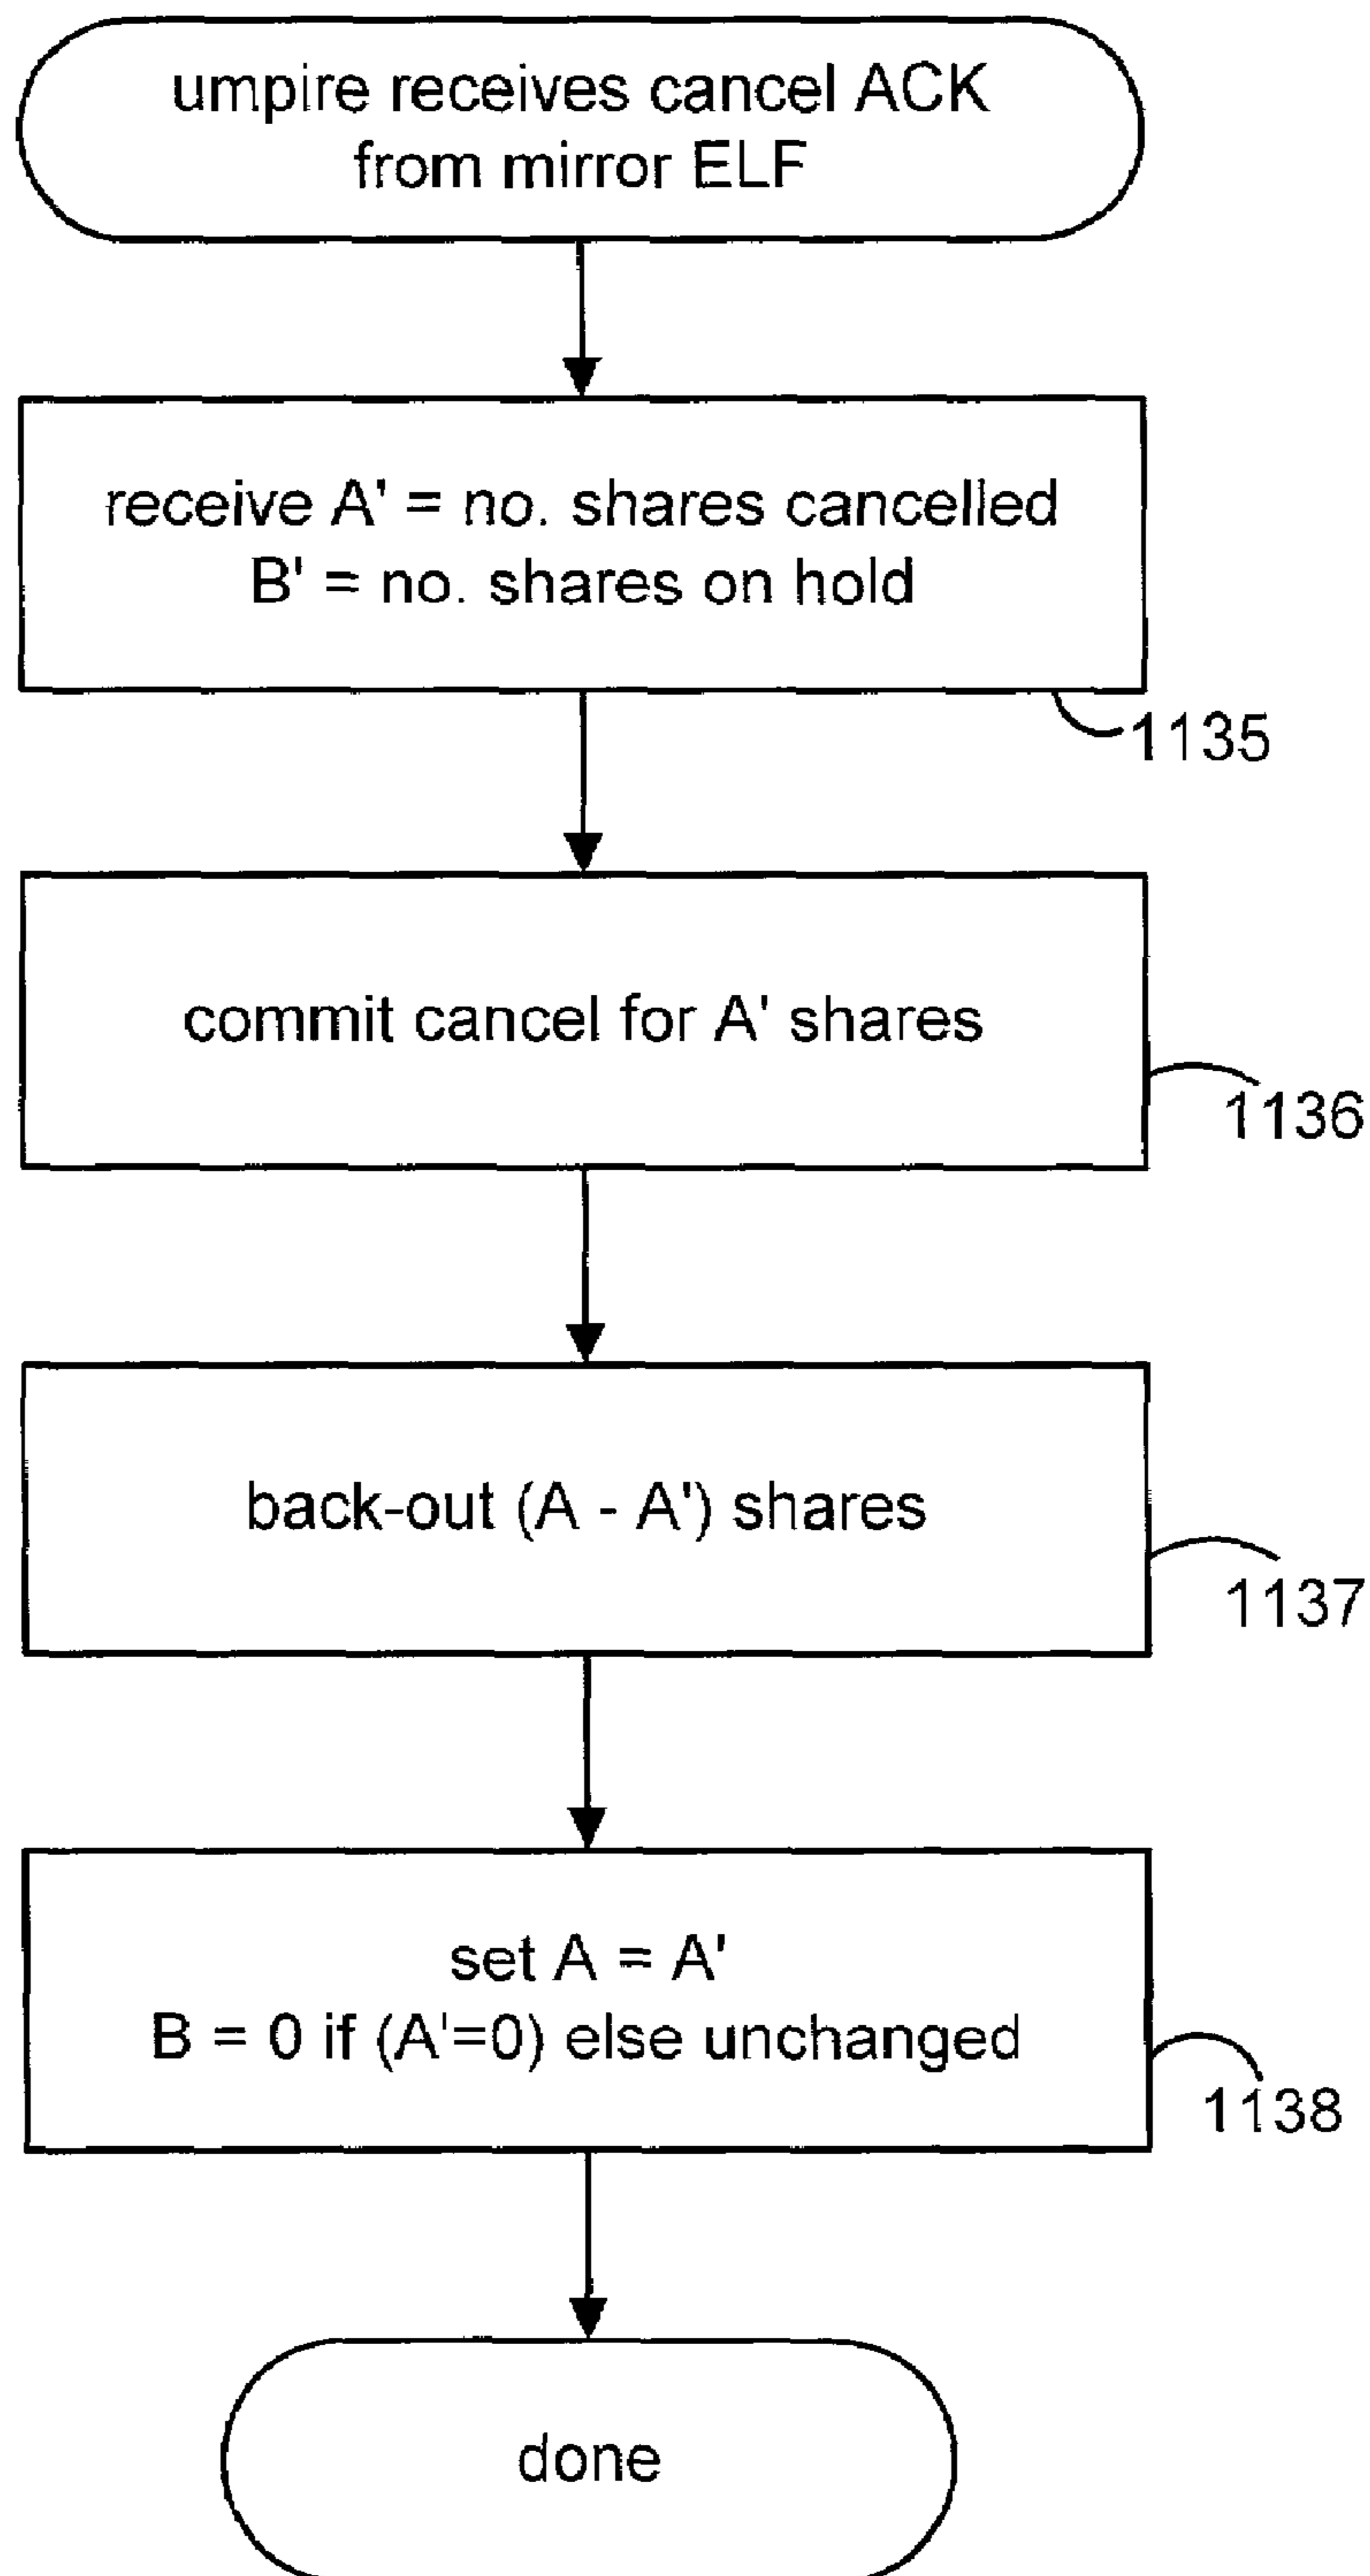 umpire receives cancel ACK
from mirror ELF
receive A' = no. shares cancelled
B' = no. shares on hold
1135
commit cancel for A' shares
1136
back-out (A - A') shares
1137
set A = A'
B = 0 if (A'=0) else unchanged
1138
done